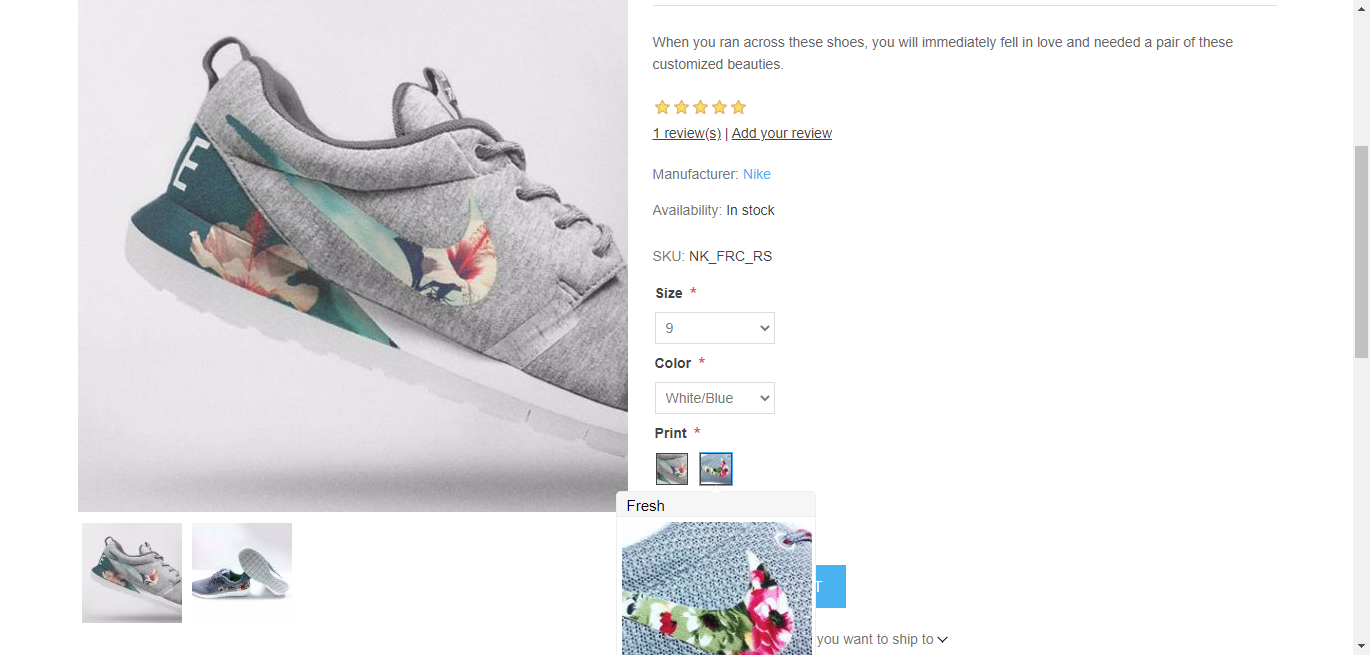 When you ran across these shoes, you will immediately fell in love and needed a pair of these
customized beauties.
1 review(s) | Add your review
Manufacturer: Nike
Availability: In stock
SKU: NK_FRC_RS
Size *
9
Color *
White/Blue
Print *
Fresh
E
T
you want to ship to